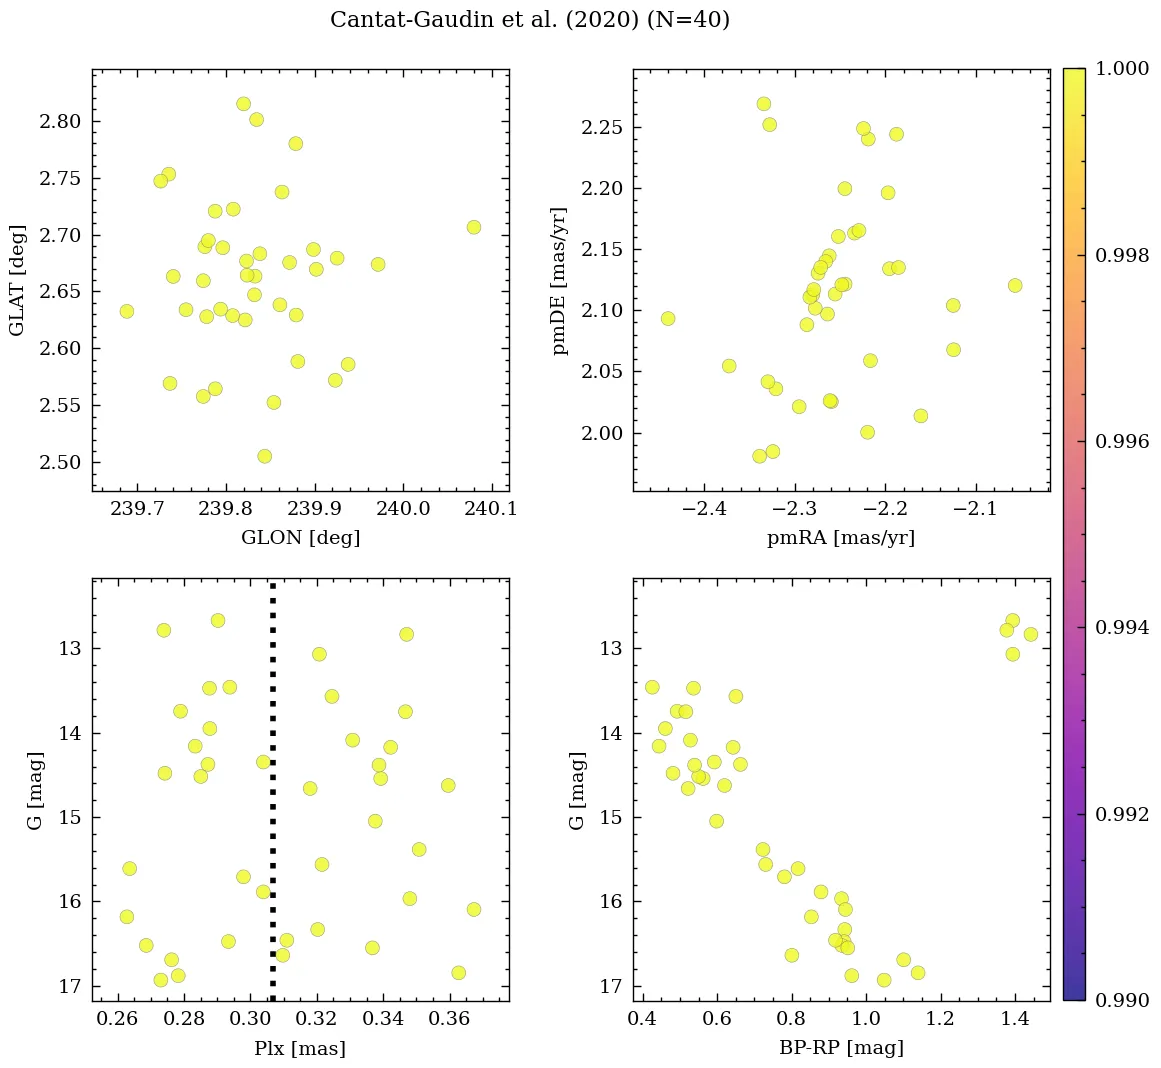 Cantat-Gaudin et al. (2020) (N=40)
2.80
2.75
2.70
2.65
2.60
2.55
2.50
GLAT [deg]
239.7 239.8 239.9 240.0 240.1
GLON [deg]
2.25
2.20
2.15
2.10
2.05
2.00
pmDE [mas/yr]
−2.4 −2.3 −2.2 −2.1
pmRA [mas/yr]
13
14
15
16
17
G [mag]
0.26 0.28 0.30 0.32 0.34 0.36
Plx [mas]
13
14
15
16
17
G [mag]
0.4 0.6 0.8 1.0 1.2 1.4
BP-RP [mag]
1.000
0.998
0.996
0.994
0.992
0.990